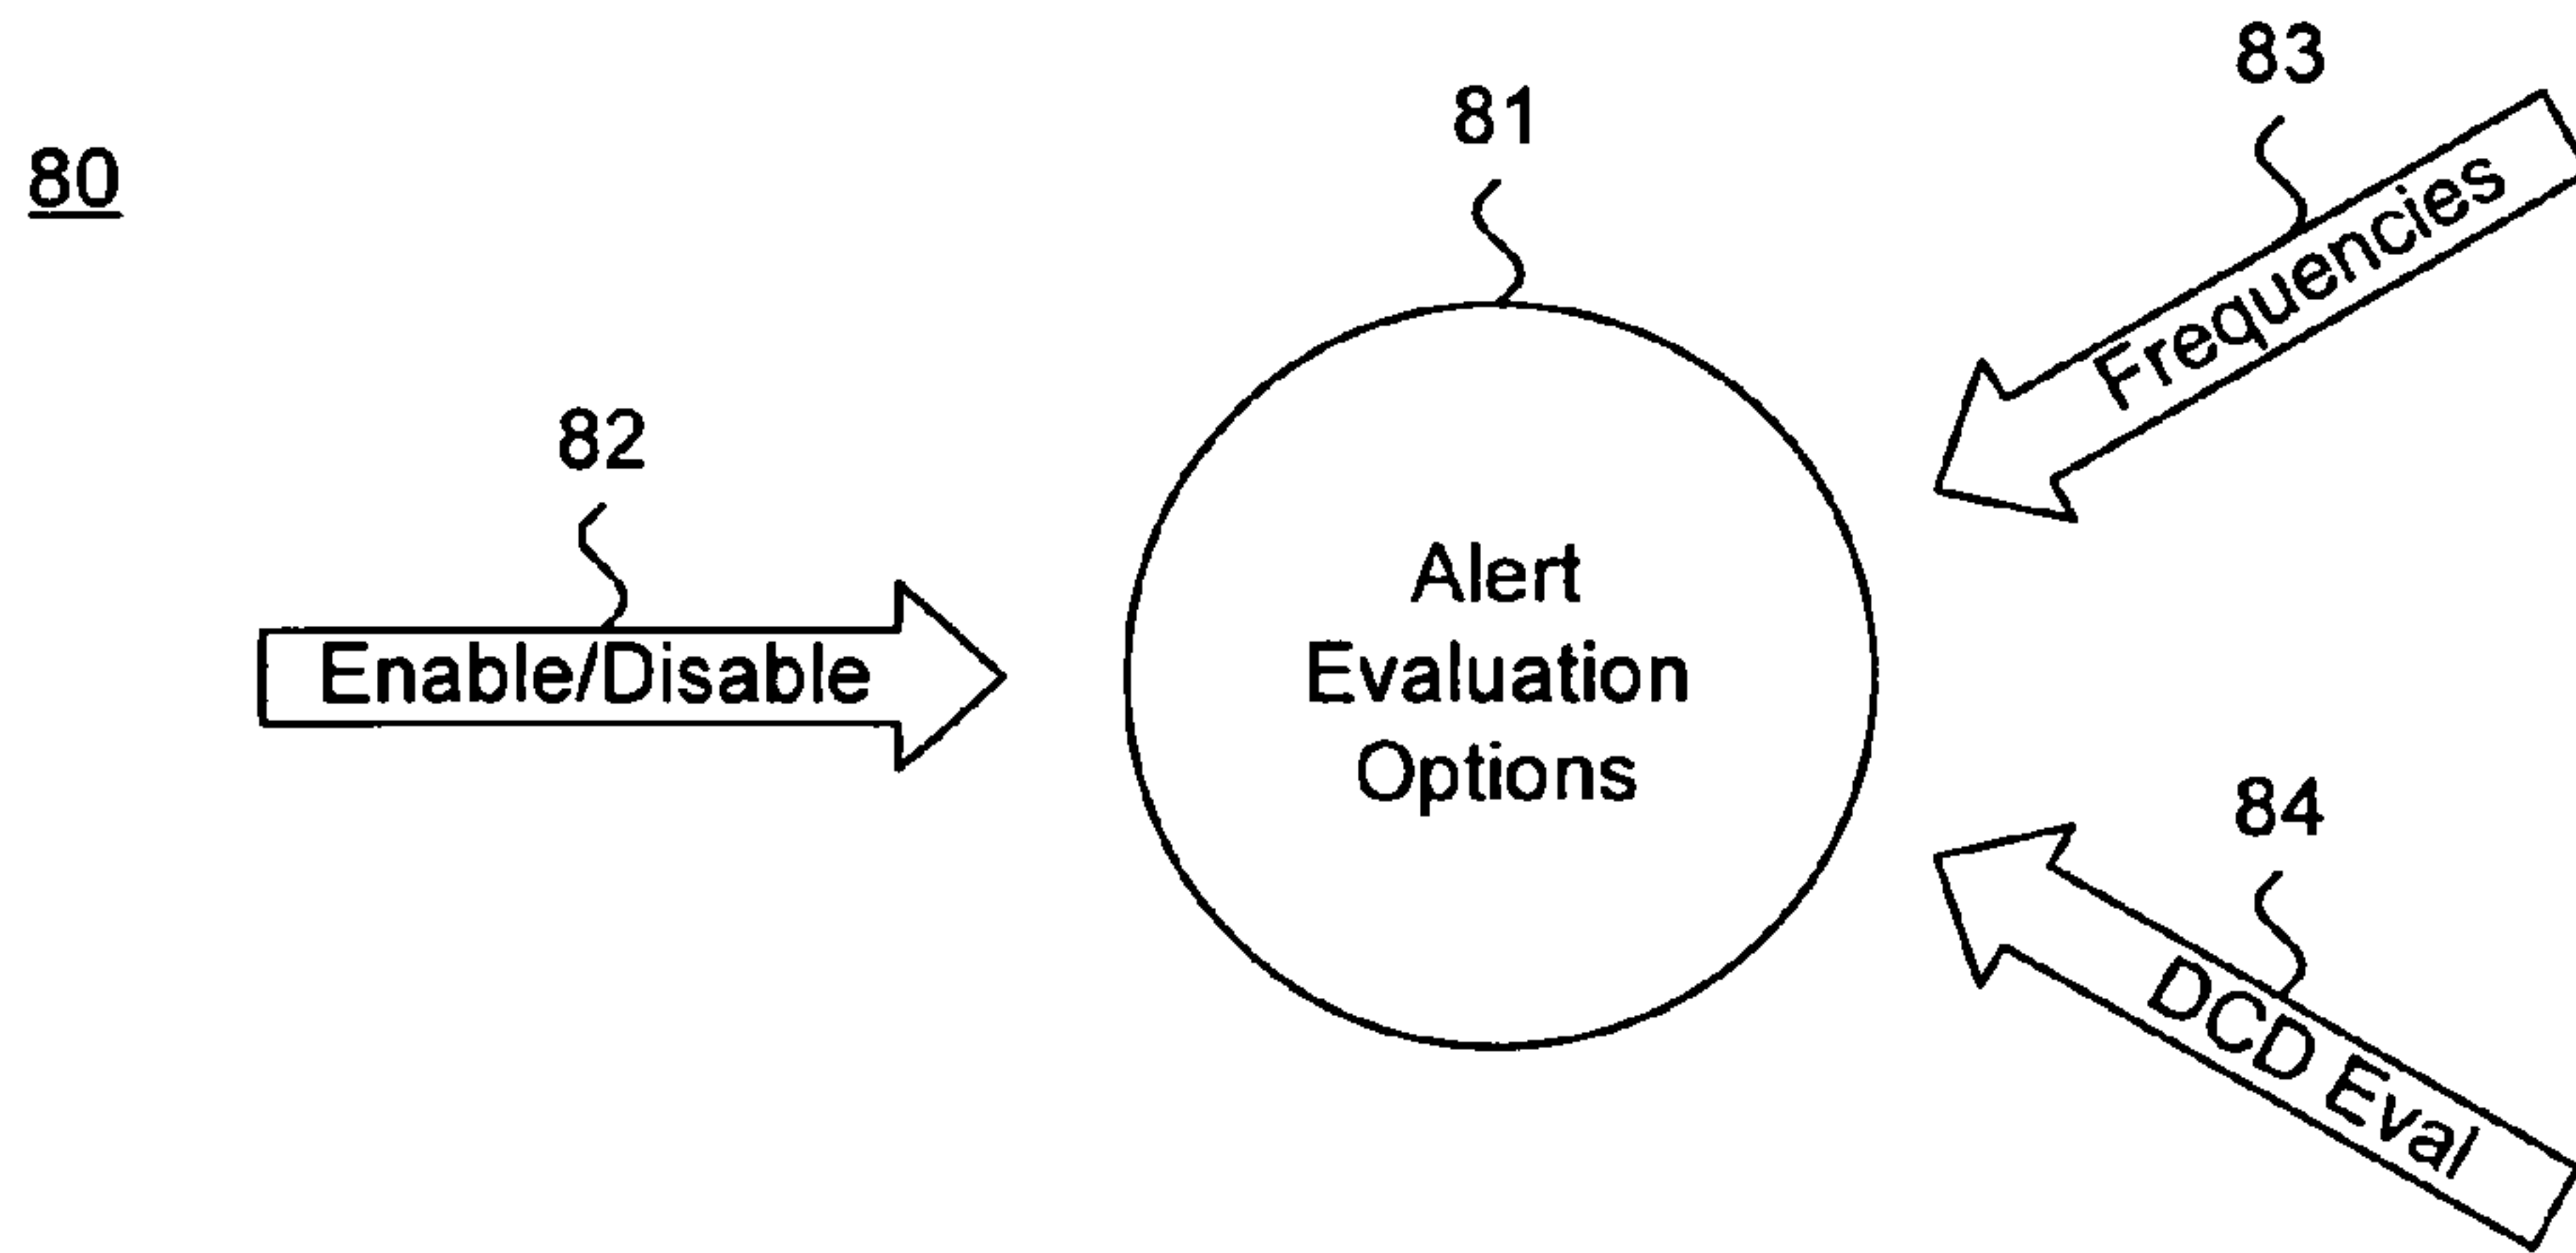 80
81
82
83
84
Enable/Disable
Alert
Evaluation
Options
Frequencies
DCD Eval